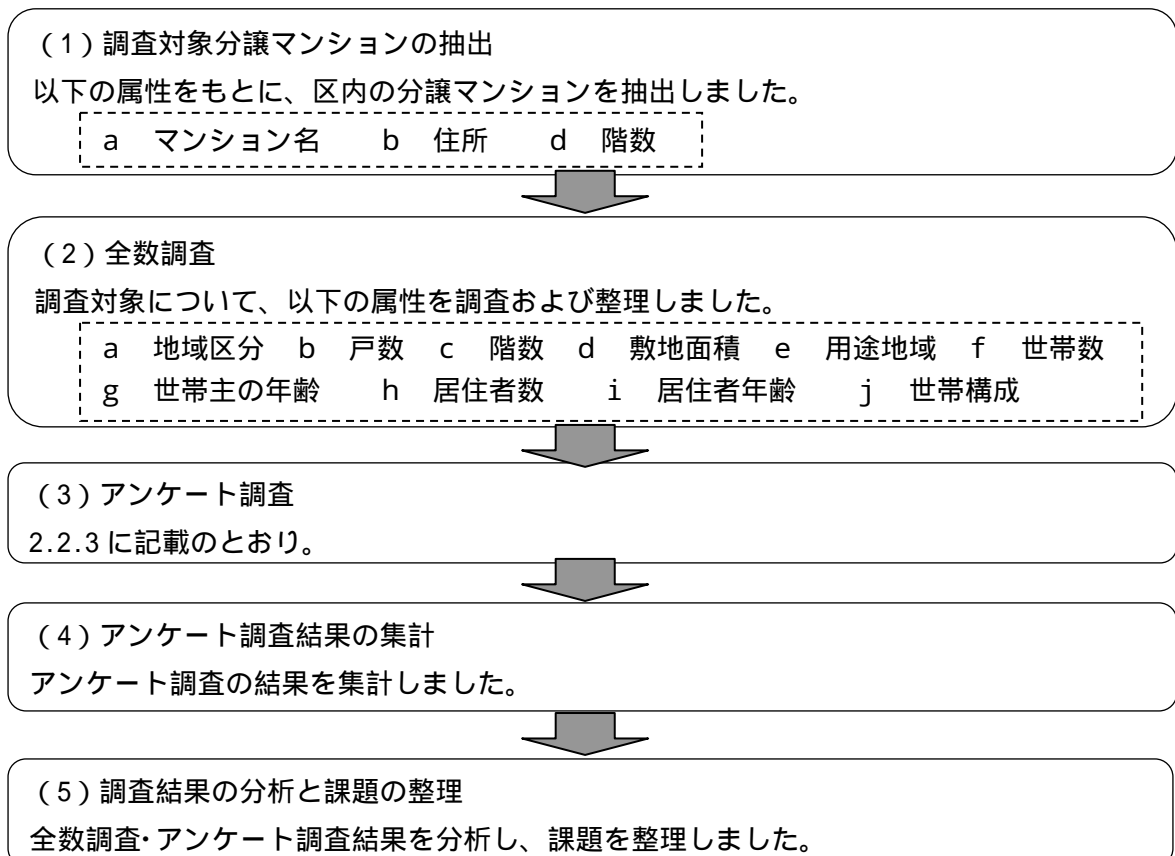 （1）調査対象分譲マンションの抽出
以下の属性をもとに、区内の分譲マンションを抽出しました。
a　マンション名　　b　住所　　d　階数
（2）全数調査
調査対象について、以下の属性を調査および整理しました。
a　地域区分　b　戸数　c　階数　d　敷地面積　e　用途地域　f　世帯数
g　世帯主の年齢　　h　居住者数　　i　居住者年齢　　j　世帯構成
（3）アンケート調査
2.2.3に記載のとおり。
（4）アンケート調査結果の集計
アンケート調査の結果を集計しました。
（5）調査結果の分析と課題の整理
全数調査・アンケート調査結果を分析し、課題を整理しました。